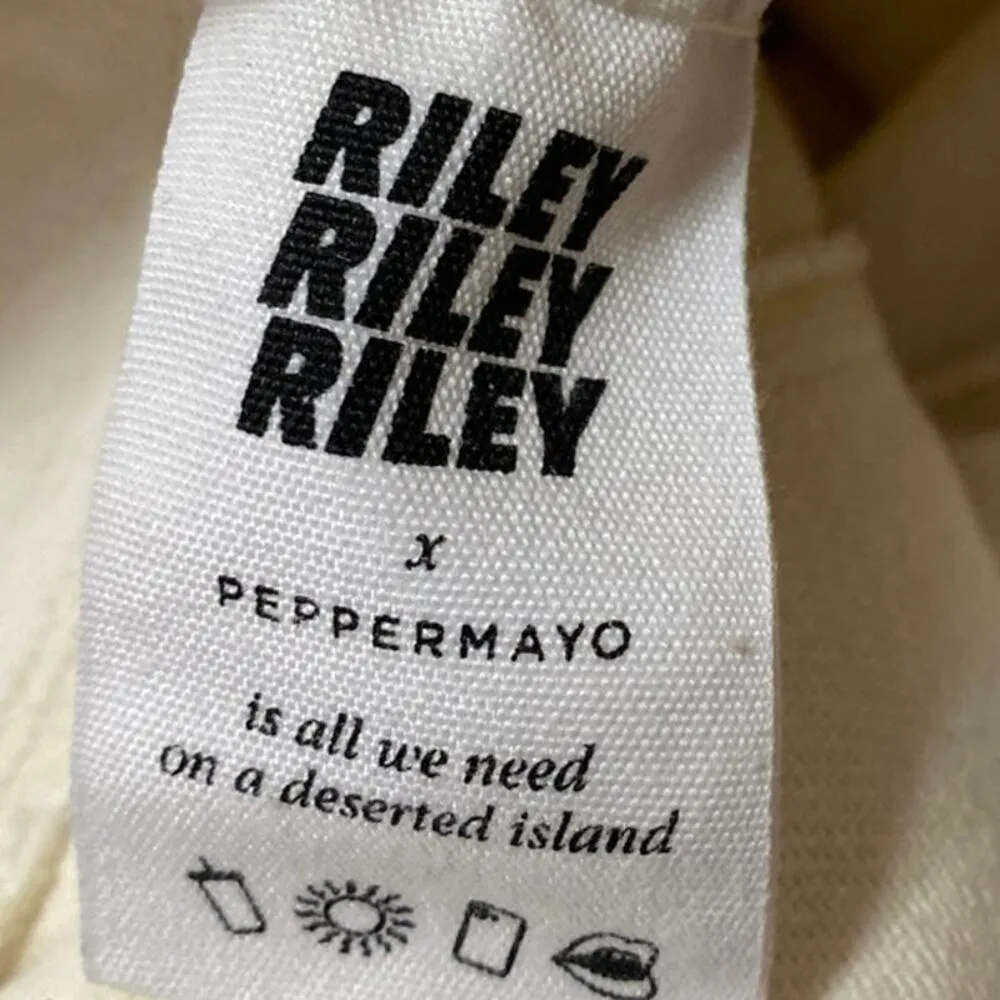 RILEY
RILEY
RILEY
x
PEPPERMAYO
is all we need
on a deserted island